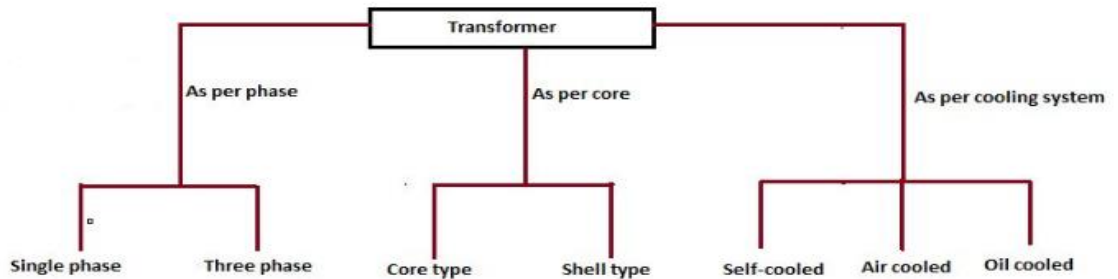 Transformer
As per phase
As per core
As per cooling system
Single phase
Three phase
Core type
Shell type
Self-cooled
Air cooled
Oil cooled